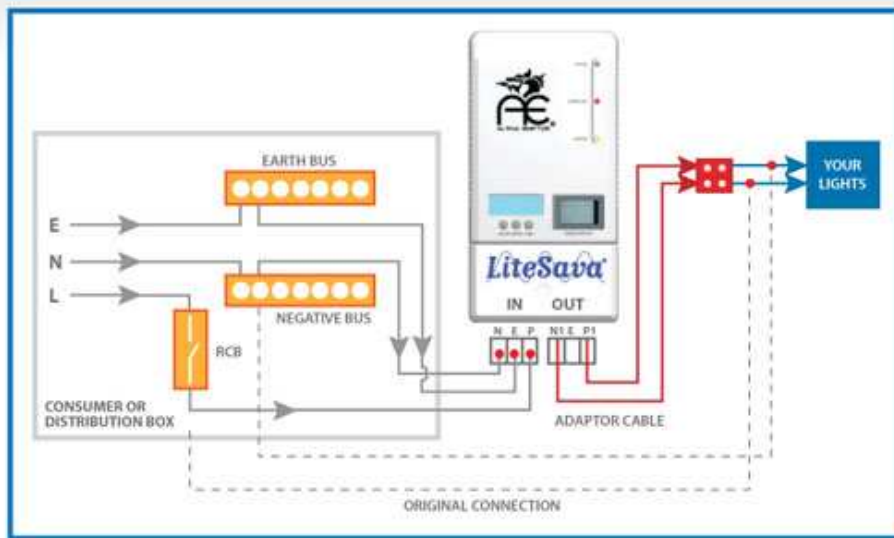 EARTH BUS
E
N
L
NEGATIVE BUS
RCB
CONSUMER OR
DISTRIBUTION BOX
AE
LiteSava
IN OUT
N E P N1 E P1
ADAPTOR CABLE
YOUR
LIGHTS
ORIGINAL CONNECTION